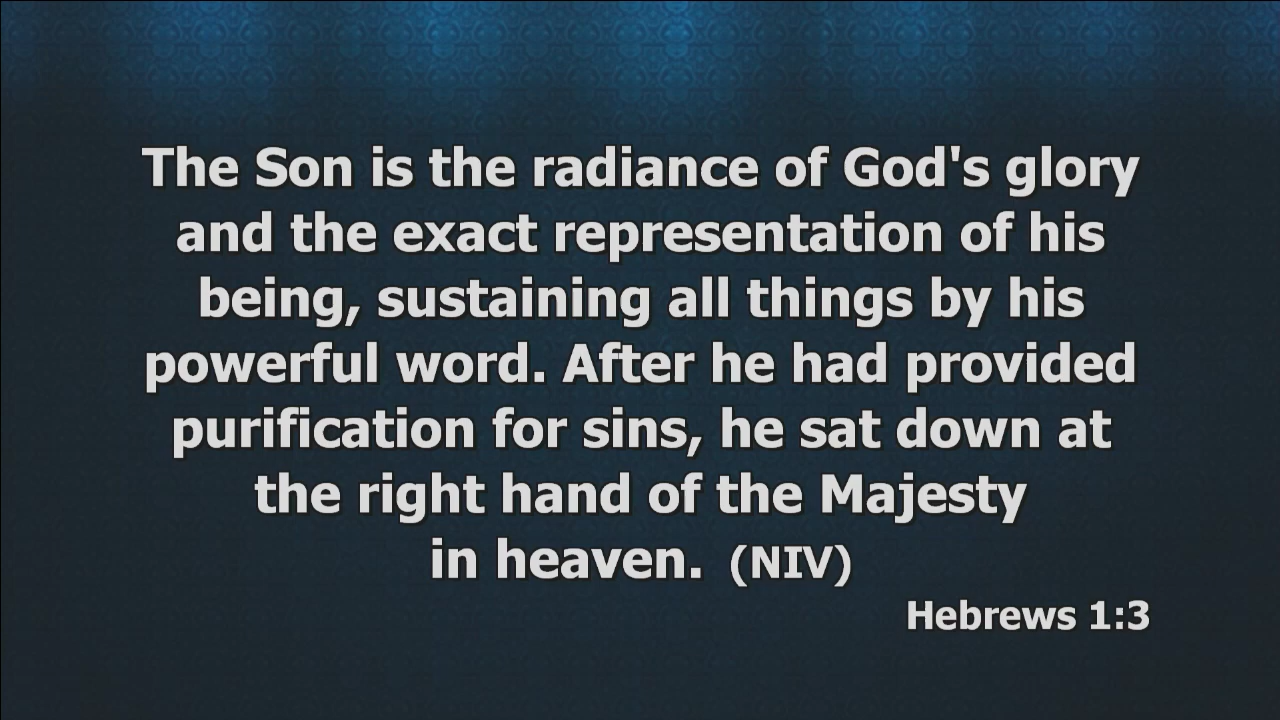 The Son is the radiance of God's glory
and the exact representation of his
being, sustaining all things by his
powerful word. After he had provided
purification for sins, he sat down at
the right hand of the Majesty
in heaven. (NIV)
Hebrews 1:3